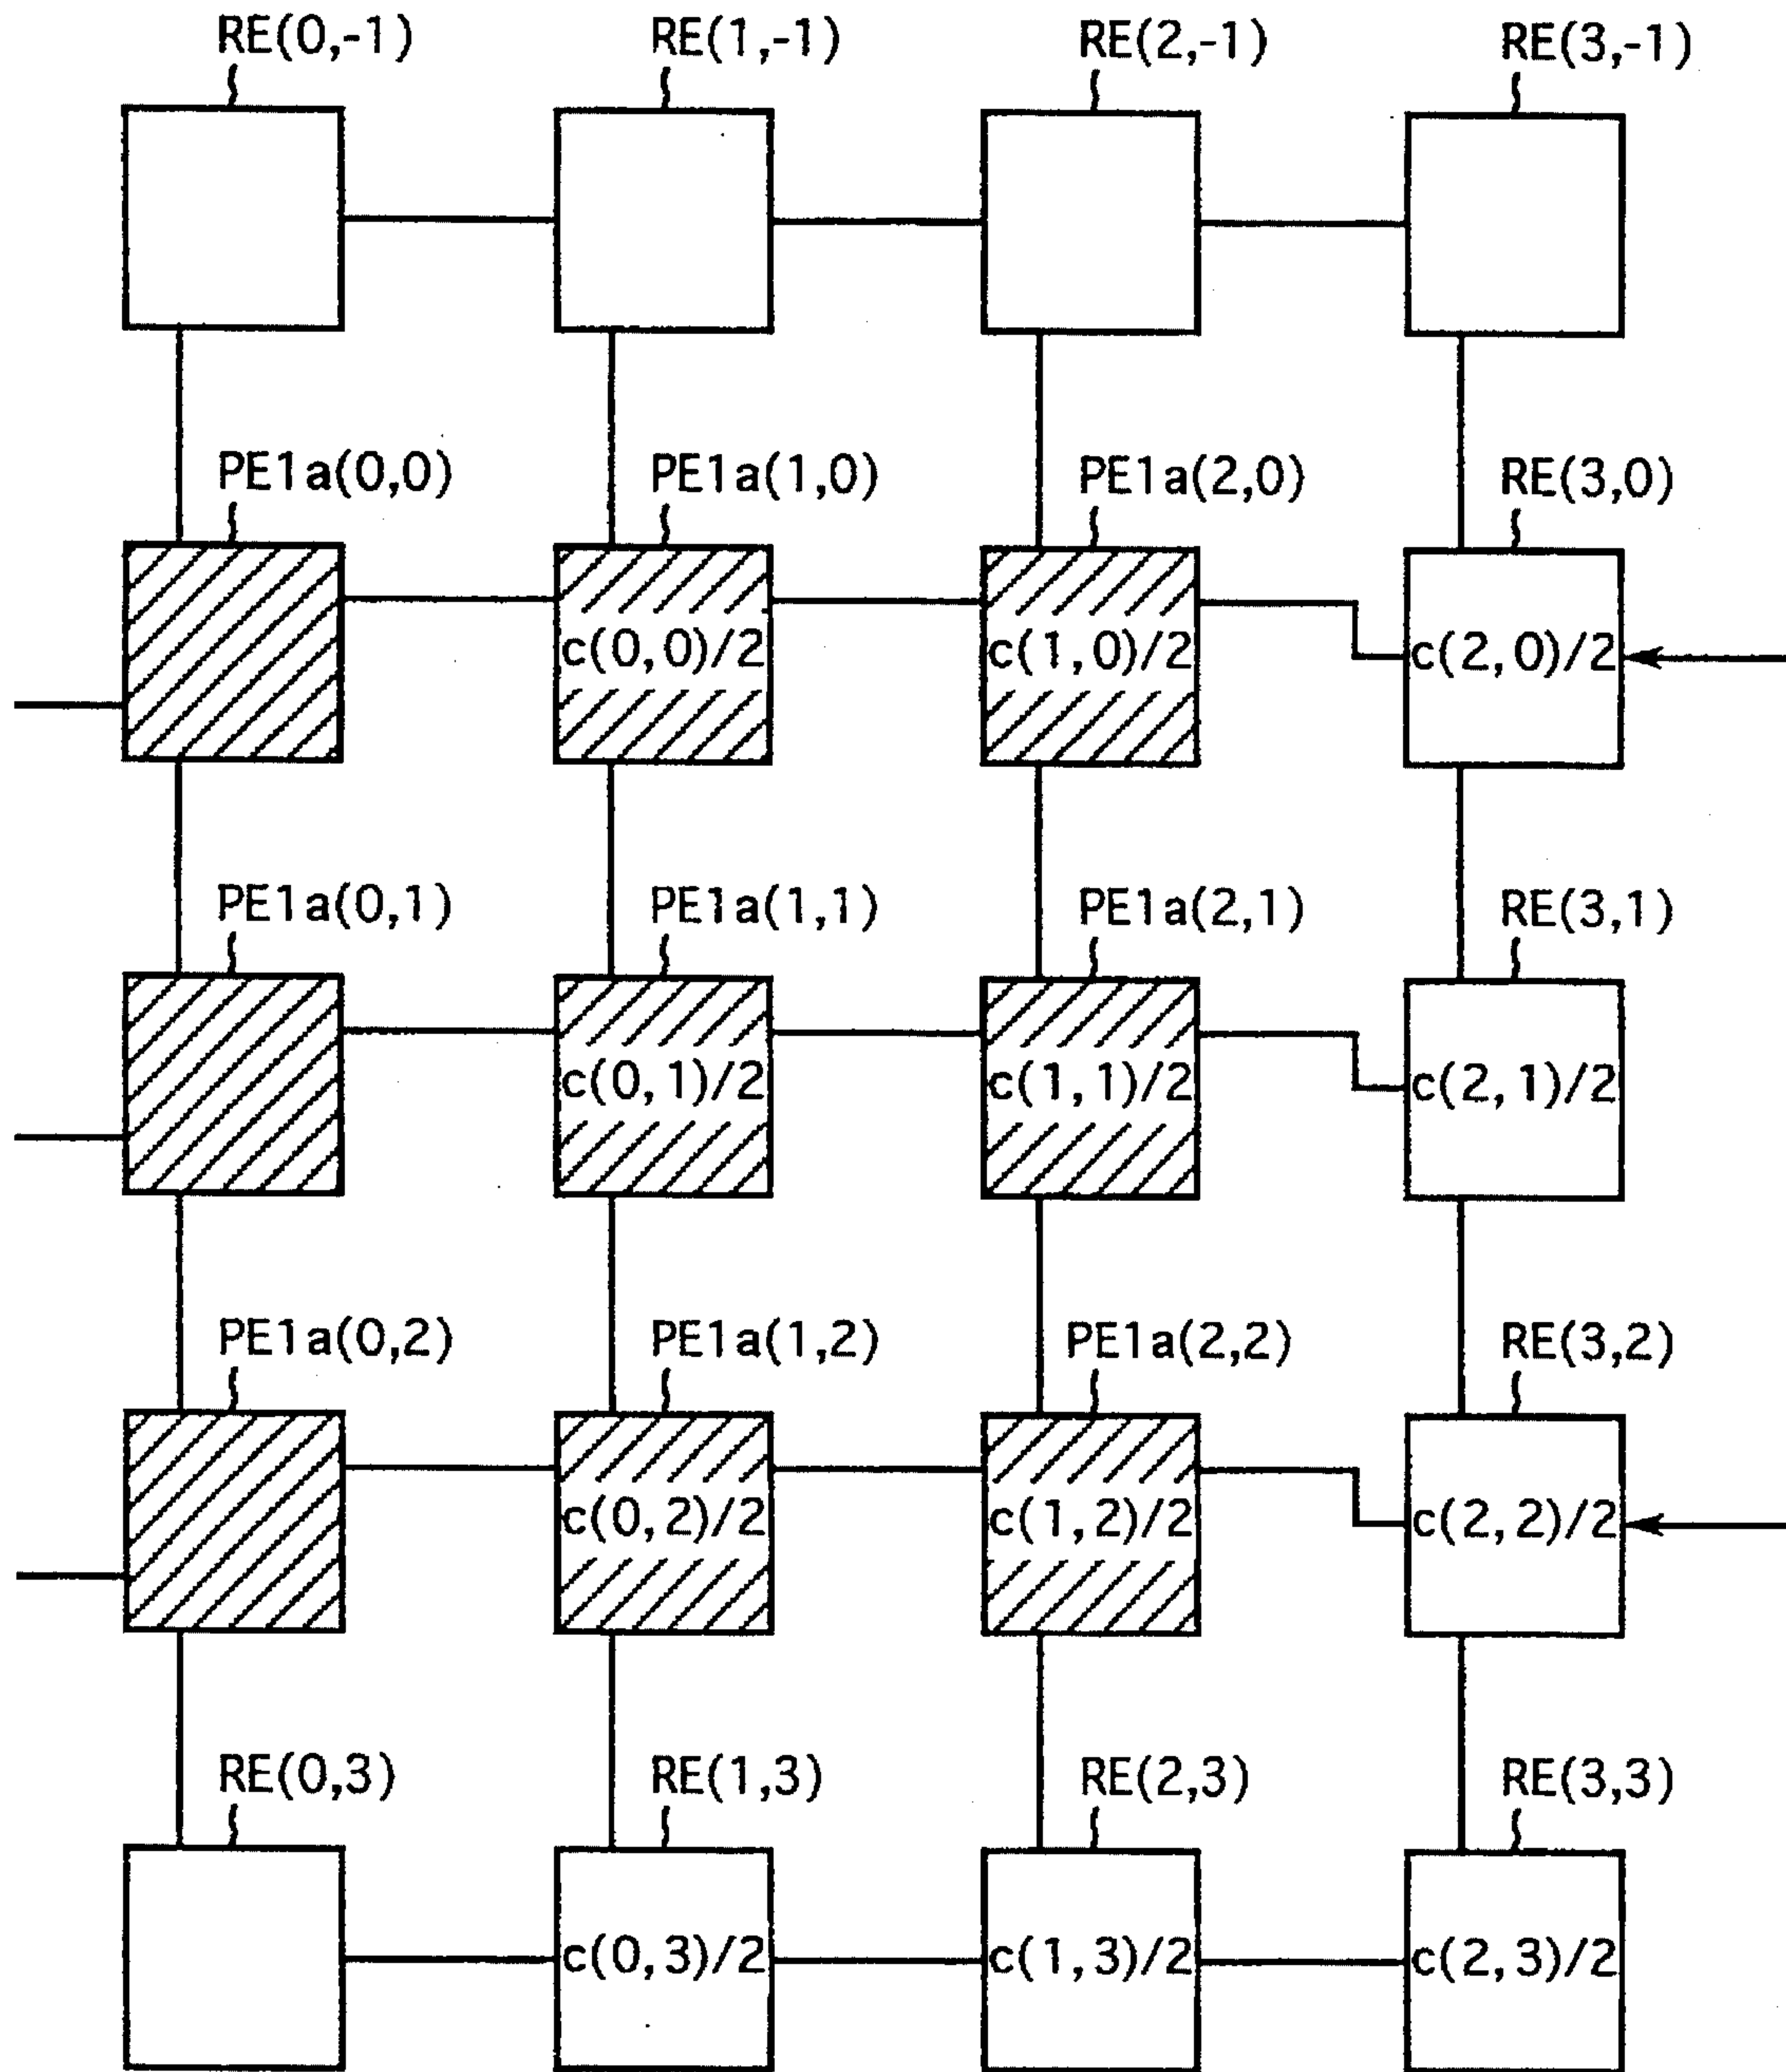 RE(0,-1) RE(1,-1) RE(2,-1) RE(3,-1)
PE1a(0,0) PE1a(1,0) PE1a(2,0) RE(3,0)
c(0,0)/2 c(1,0)/2 c(2,0)/2
PE1a(0,1) PE1a(1,1) PE1a(2,1) RE(3,1)
c(0,1)/2 c(1,1)/2 c(2,1)/2
PE1a(0,2) PE1a(1,2) PE1a(2,2) RE(3,2)
c(0,2)/2 c(1,2)/2 c(2,2)/2
RE(0,3) RE(1,3) RE(2,3) RE(3,3)
c(0,3)/2 c(1,3)/2 c(2,3)/2